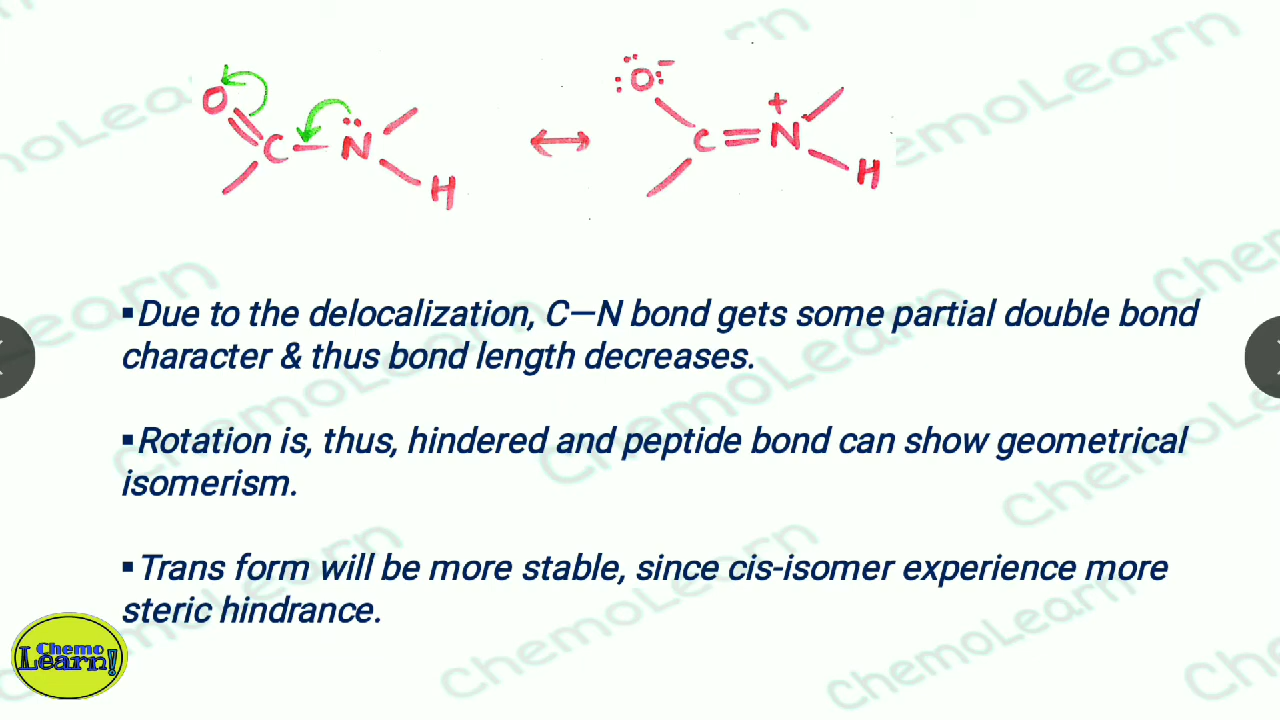 O C N H
O C N H
+
▪Due to the delocalization, C—N bond gets some partial double bond
character & thus bond length decreases.
▪Rotation is, thus, hindered and peptide bond can show geometrical
isomerism.
▪Trans form will be more stable, since cis-isomer experience more
steric hindrance.
Chemo
Learn!
ChemoLearn